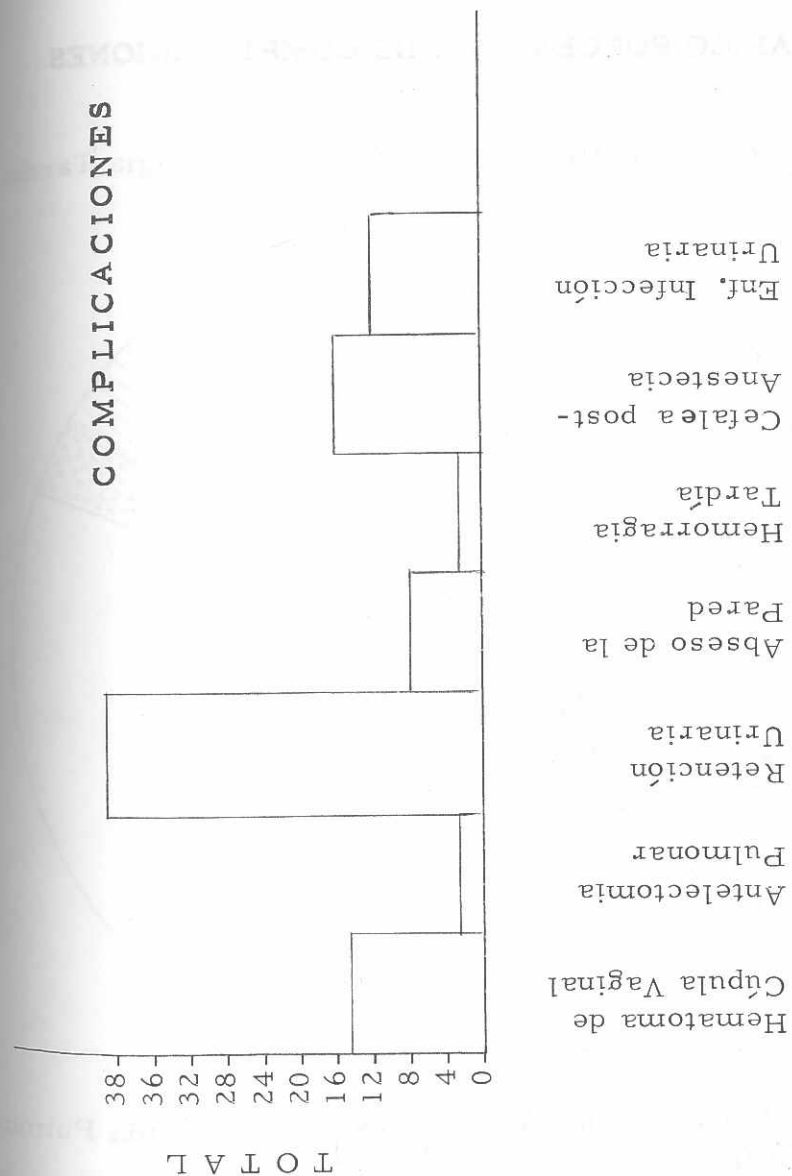 COMPLICACIONES
TOTAL
38
36
32
28
24
20
16
12
8
4
0
Hematoma de
Cúpula Vaginal
Antelectomia
Pulmonar
Retención
Urinaria
Abseso de la
Pared
Hemorragia
Tardía
Cefalea post-
Anestecia
Enf. Infección
Urinaria